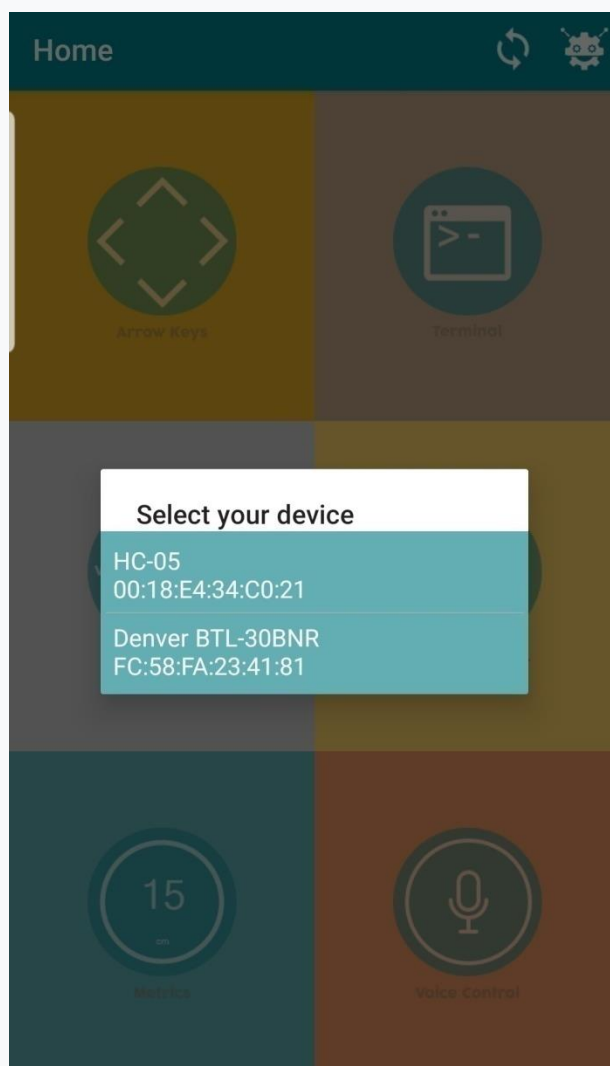 Home
Arrow Keys
>-
Terminal
Select your device
HC-05
00:18:E4:34:C0:21
Denver BTL-30BNR
FC:58:FA:23:41:81
15
cm
Metrics
Voice Control